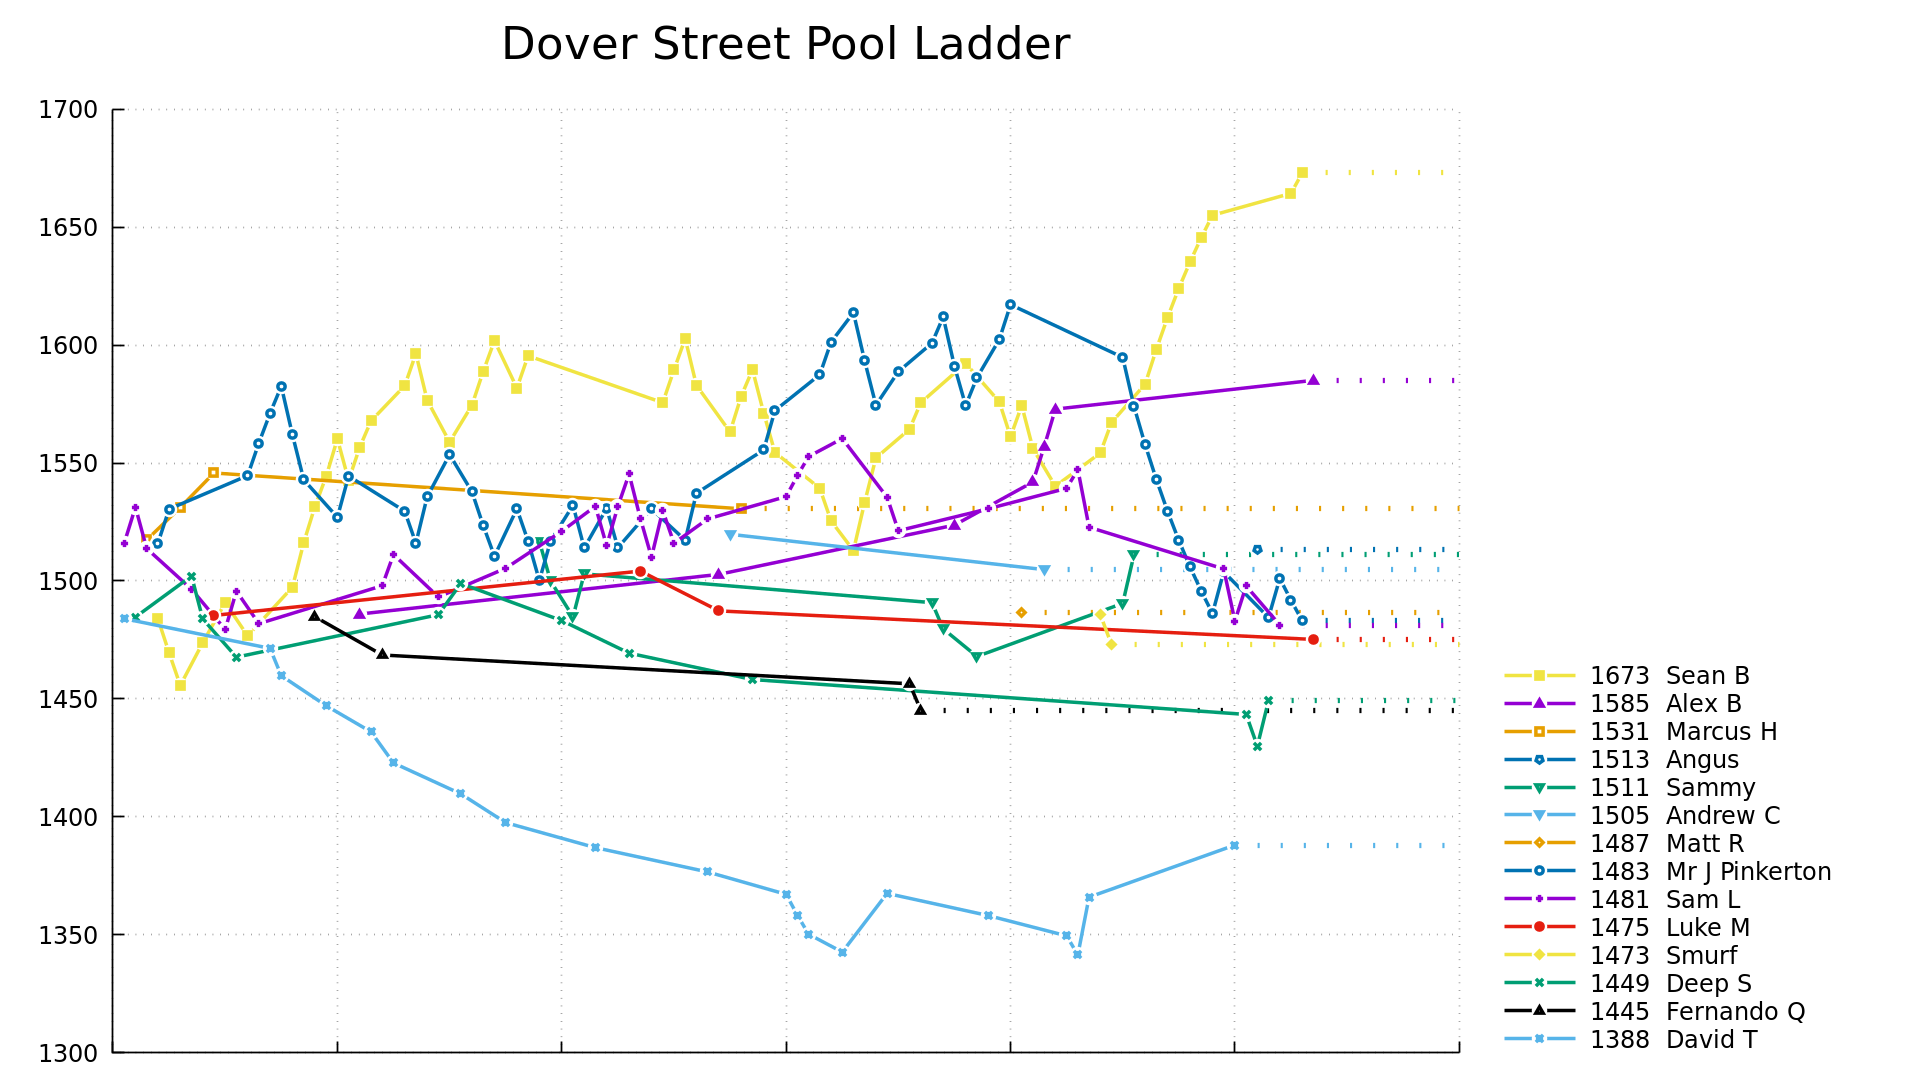 Dover Street Pool Ladder
1700
1650
1600
1550
1500
1450
1400
1350
1300
1673 Sean B
1585 Alex B
1531 Marcus H
1513 Angus
1511 Sammy
1505 Andrew C
1487 Matt R
1483 Mr J Pinkerton
1481 Sam L
1475 Luke M
1473 Smurf
1449 Deep S
1445 Fernando Q
1388 David T